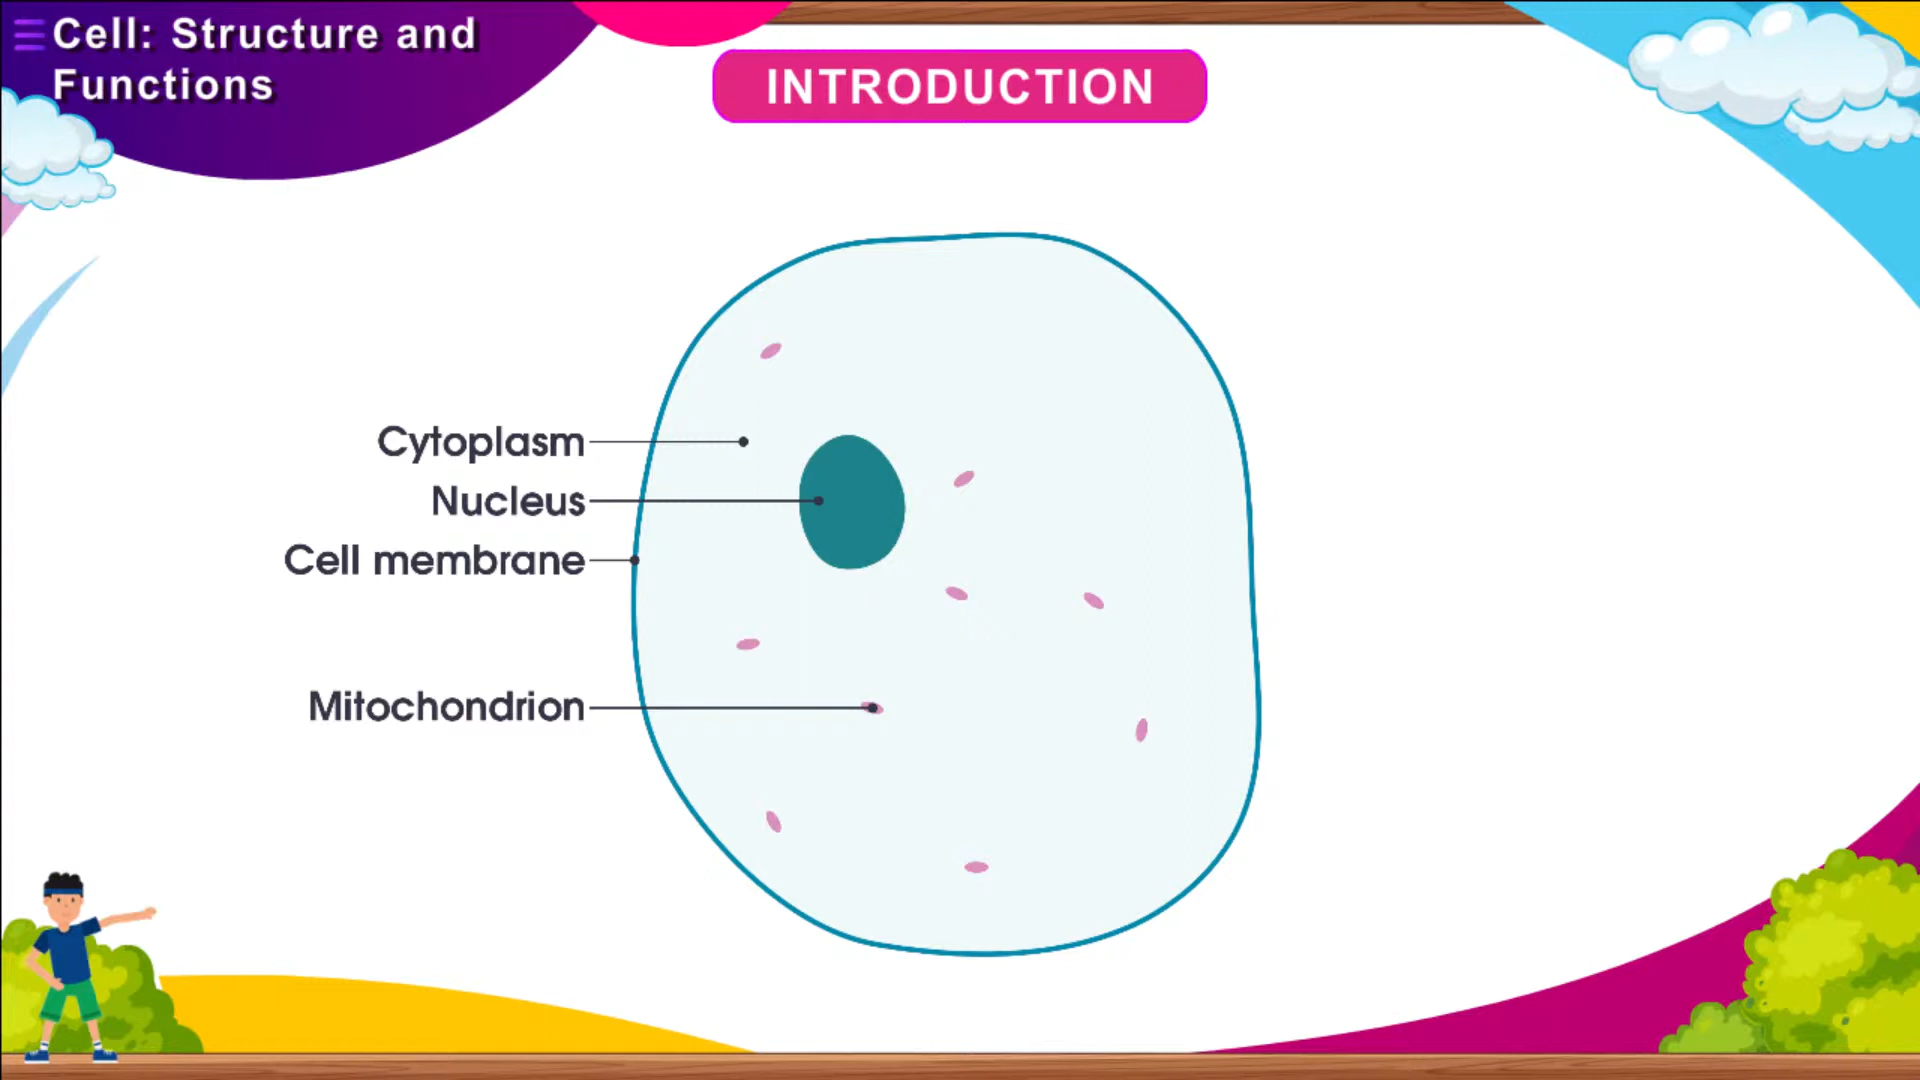 Cell: Structure and
Functions
INTRODUCTION
Cytoplasm
Nucleus
Cell membrane
Mitochondrion